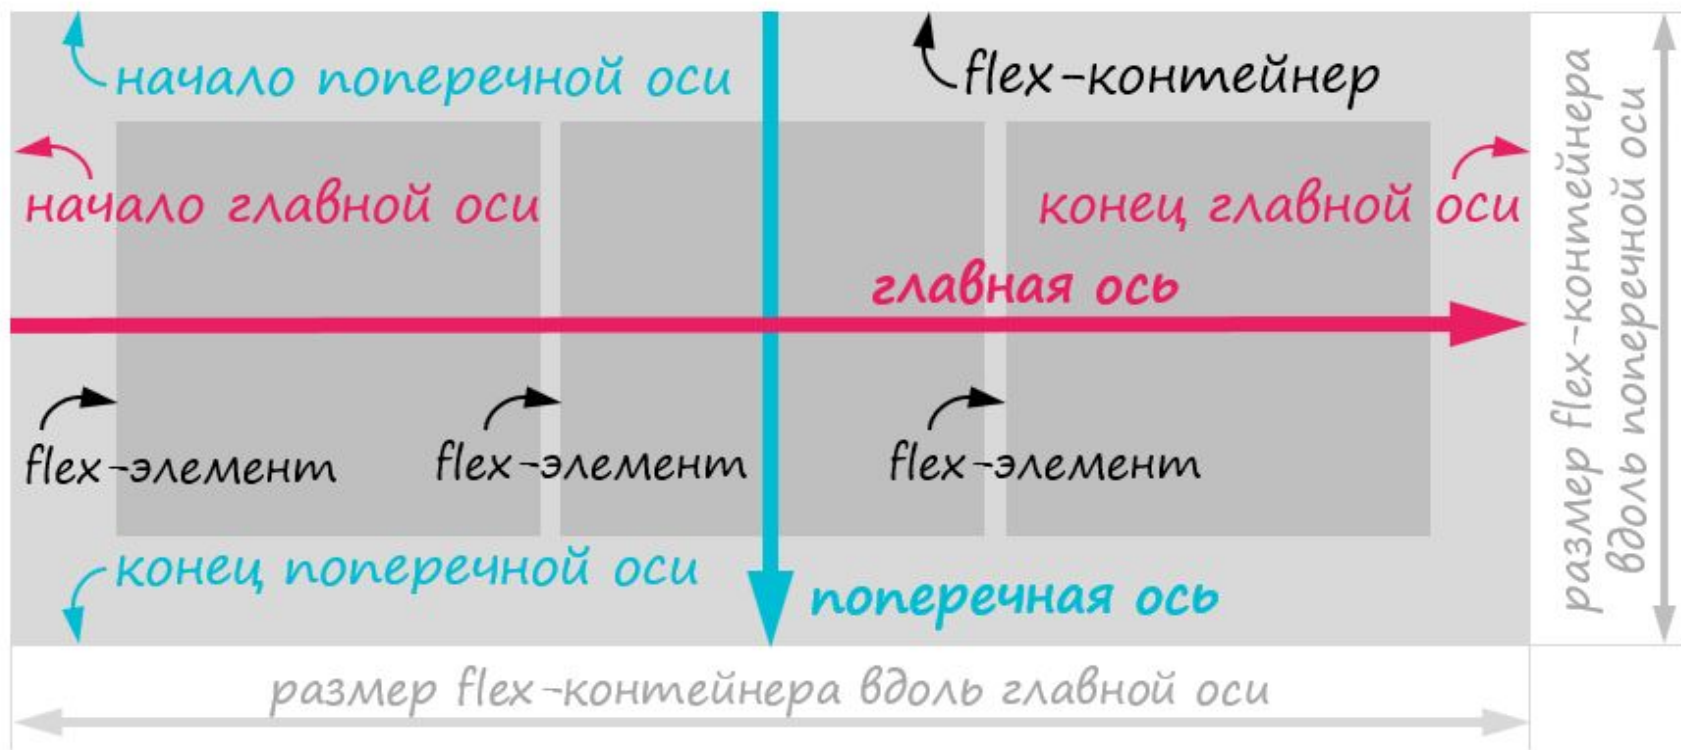 начало поперечной оси
flex-контейнер
начало главной оси
конец главной оси
главная ось
flex-элемент
flex-элемент
flex-элемент
конец поперечной оси
поперечная ось
размер flex-контейнера вдоль главной оси
размер flex-контейнера
вдоль поперечной оси